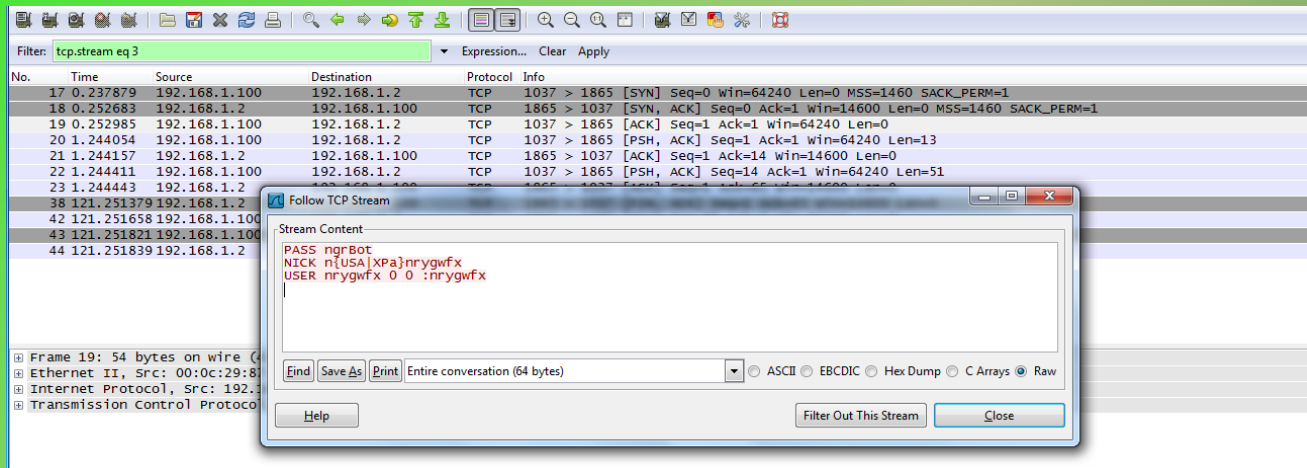 Filter: tcp.stream eq 3 Expression... Clear Apply
No. Time Source Destination Protocol Info
17 0.237879 192.168.1.100 192.168.1.2 TCP 1037 > 1865 [SYN] Seq=0 Win=64240 Len=0 MSS=1460 SACK_PERM=1
18 0.252683 192.168.1.2 192.168.1.100 TCP 1865 > 1037 [SYN, ACK] Seq=0 Ack=1 Win=14600 Len=0 MSS=1460 SACK_PERM=1
19 0.252985 192.168.1.100 192.168.1.2 TCP 1037 > 1865 [ACK] Seq=1 Ack=1 Win=64240 Len=0
20 1.244054 192.168.1.100 192.168.1.2 TCP 1037 > 1865 [PSH, ACK] Seq=1 Ack=1 Win=64240 Len=13
21 1.244157 192.168.1.2 192.168.1.100 TCP 1865 > 1037 [ACK] Seq=1 Ack=14 Win=14600 Len=0
22 1.244411 192.168.1.100 192.168.1.2 TCP 1037 > 1865 [PSH, ACK] Seq=14 Ack=1 Win=64240 Len=51
23 1.244443 192.168.1.2
38 121.251379 192.168.1.2
42 121.251658 192.168.1.100
43 121.251821 192.168.1.100
44 121.251839 192.168.1.2
Follow TCP Stream
Stream Content
PASS ngrBot
NICK n{USA|XPa}nrygwfx
USER nrygwfx 0 0 :nrygwfx
Find Save As Print Entire conversation (64 bytes) ASCII EBCDIC Hex Dump C Arrays Raw
Help Filter Out This Stream Close
Frame 19: 54 bytes on wire
Ethernet II, Src: 00:0c:29:
Internet Protocol, Src: 192.
Transmission Control Protocol